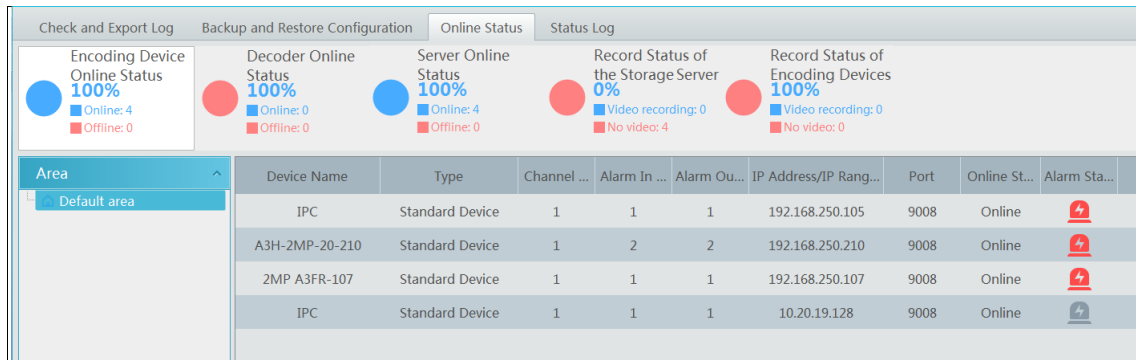 Check and Export Log Backup and Restore Configuration Online Status Status Log
Encoding Device
Online Status
100%
Online: 4
Offline: 0
Decoder Online
Status
100%
Online: 0
Offline: 0
Server Online
Status
100%
Online: 4
Offline: 0
Record Status of
the Storage Server
0%
Video recording: 0
No video: 4
Record Status of
Encoding Devices
100%
Video recording: 0
No video: 0
Area
Default area
Device Name Type Channel ... Alarm In ... Alarm Ou... IP Address/IP Rang... Port Online St... Alarm Sta...
IPC Standard Device 1 1 1 192.168.250.105 9008 Online
A3H-2MP-20-210 Standard Device 1 2 2 192.168.250.210 9008 Online
2MP A3FR-107 Standard Device 1 1 1 192.168.250.107 9008 Online
IPC Standard Device 1 1 1 10.20.19.128 9008 Online